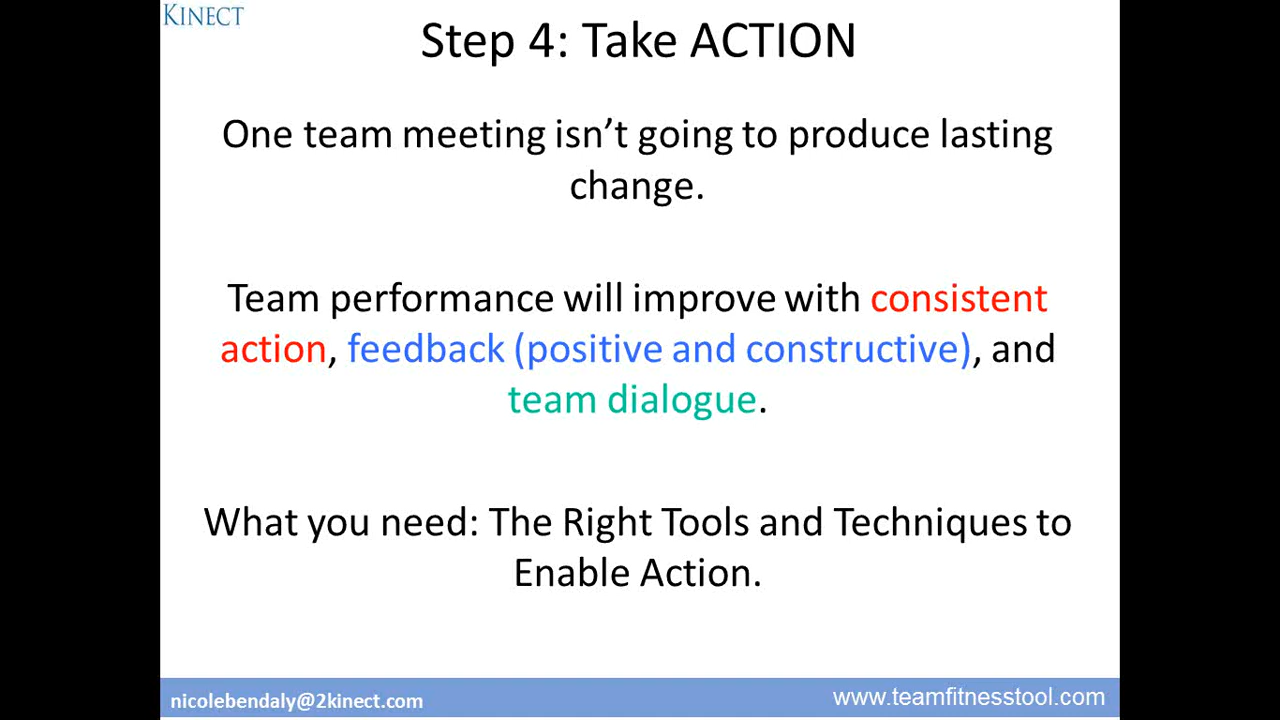 KINECT
Step 4: Take ACTION
One team meeting isn’t going to produce lasting
change.
Team performance will improve with consistent
action, feedback (positive and constructive), and
team dialogue.
What you need: The Right Tools and Techniques to
Enable Action.
nicolebendaly@2kinect.com
www.teamfitnesstool.com